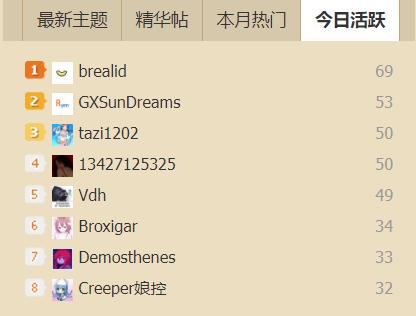 最新主题 精华帖 本月热门 今日活跃
1 brealid 69
2 GXSunDreams 53
3 tazi1202 50
4 13427125325 50
5 Vdh 49
6 Broxigar 34
7 Demosthenes 33
8 Creeper娘控 32